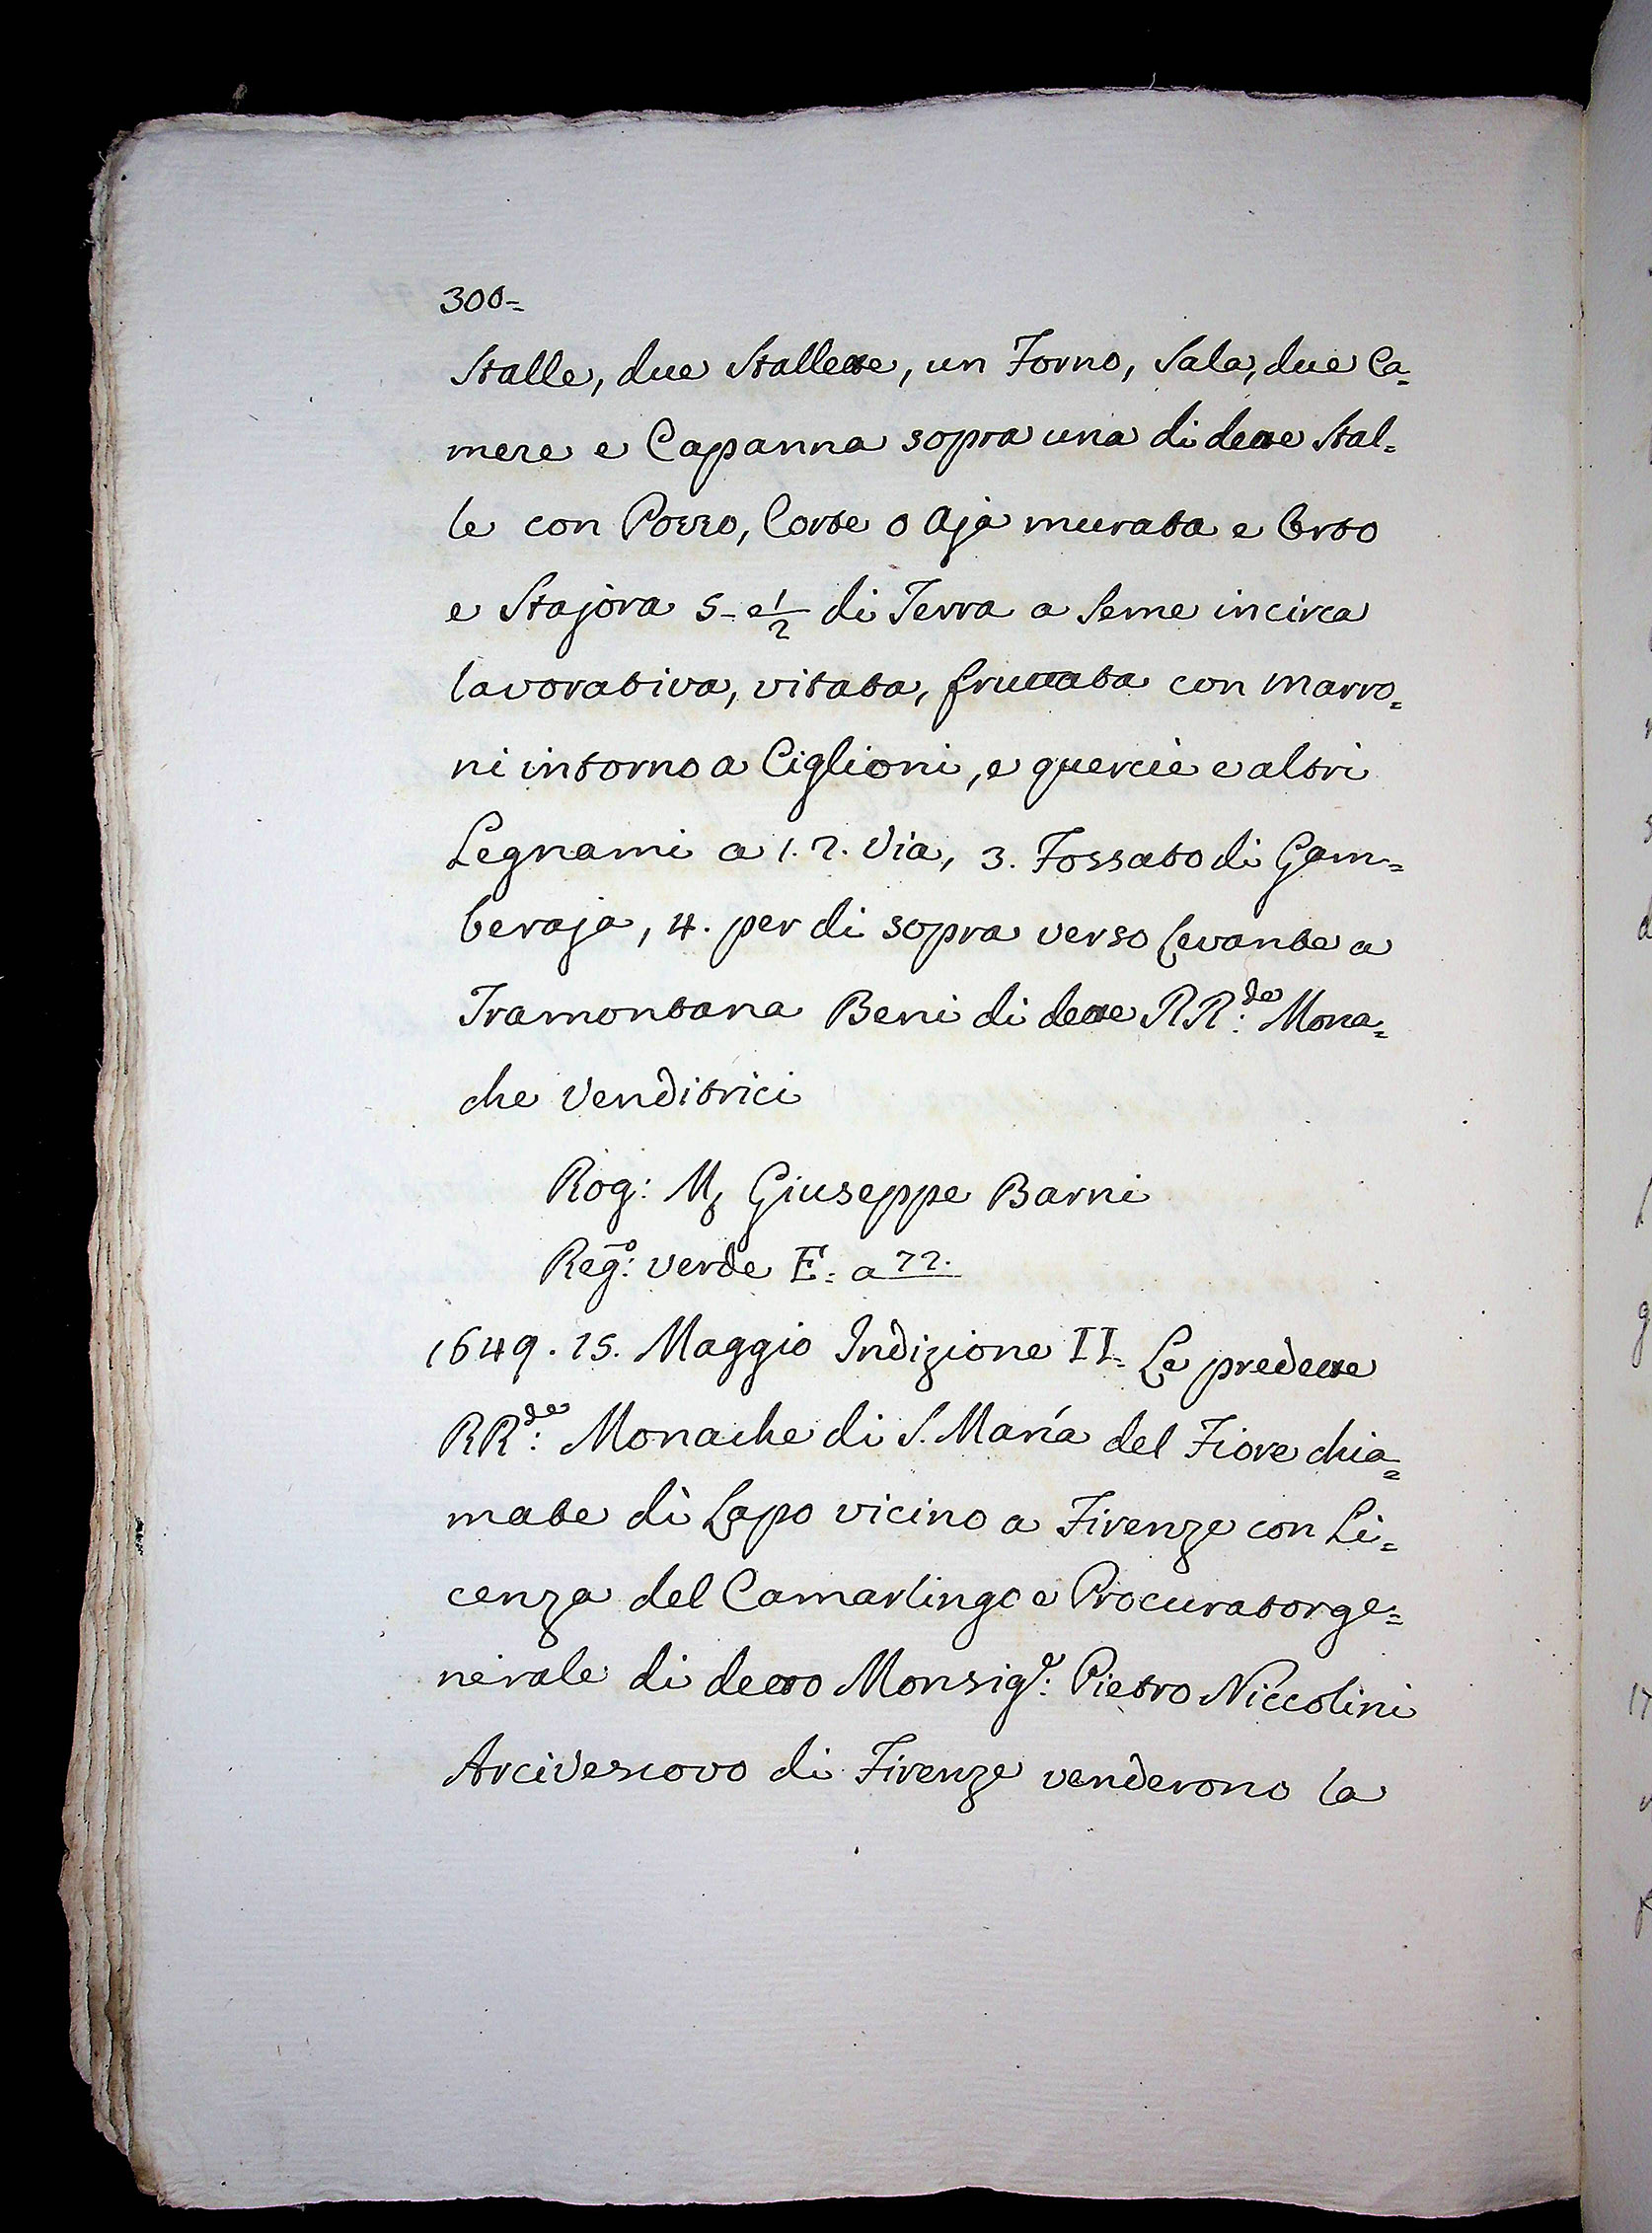 300=
Stalle, due Stallette, un Forno, Sala, due Ca=
mere e Capanna sopra una di dette Stal=
le con Pozzo, Corte o Aja murata e Orto
e Stajora 5 - e 1/2 di Terra a Seme incirca
lavorativa, vitata, fruttata con marro=
ni intorno a Ciglioni, e quercie e altri
Legnami a 1. 2. Via, 3. Fossato di Gam=
beraja, 4. per di sopra verso Levante a
Tramontana Beni di dette RR:de Mona=
che Venditrici
Rog: M. Giuseppe Barni
Reg:o verde E: a 72.
1649. 15. Maggio Indizione II= Le predette
RR:de Monache di S. Maria del Fiore chia=
mate di Lapo vicino a Firenze con Li=
cenza del Camarlingo e Procurator ge=
nerale di detto Monsig:r Pietro Niccolini
Arcivescovo di Firenze venderono la